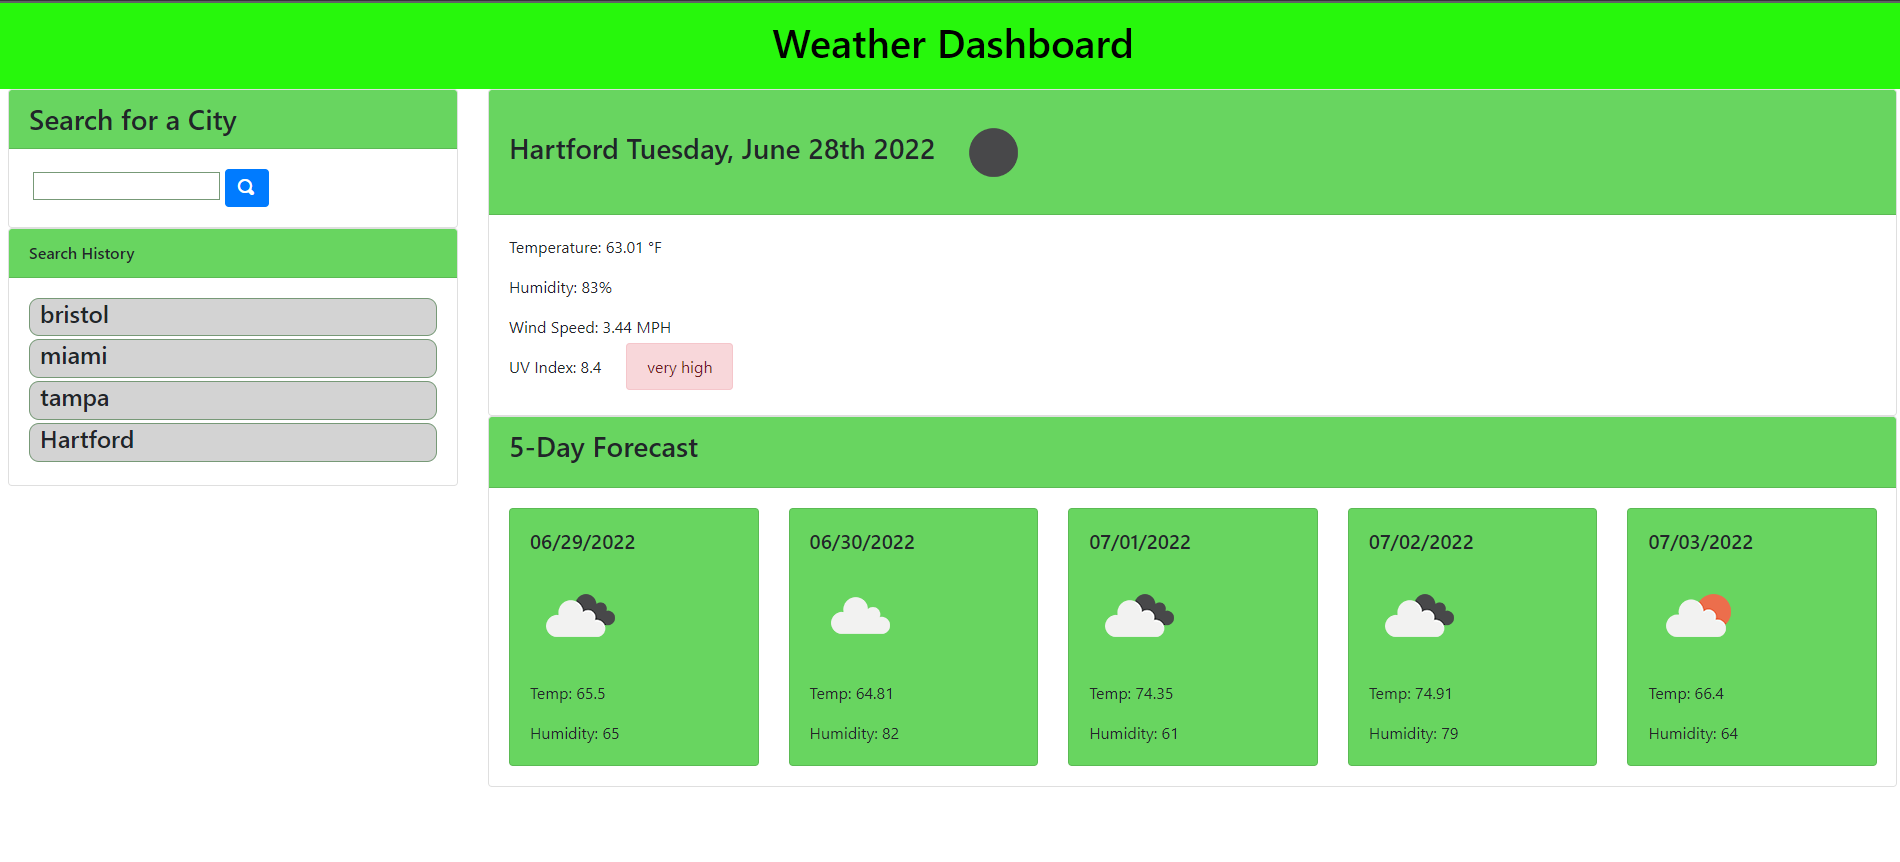 Weather Dashboard
Search for a City
Search History
bristol
miami
tampa
Hartford
Hartford Tuesday, June 28th 2022
Temperature: 63.01 °F
Humidity: 83%
Wind Speed: 3.44 MPH
UV Index: 8.4 very high
5-Day Forecast
06/29/2022
Temp: 65.5
Humidity: 65
06/30/2022
Temp: 64.81
Humidity: 82
07/01/2022
Temp: 74.35
Humidity: 61
07/02/2022
Temp: 74.91
Humidity: 79
07/03/2022
Temp: 66.4
Humidity: 64